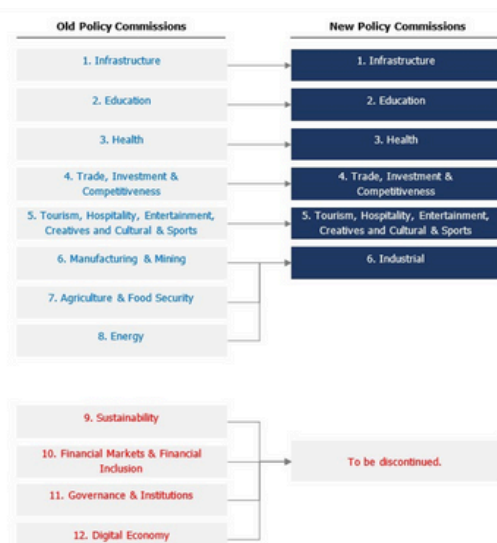 Old Policy Commissions
New Policy Commissions
1. Infrastructure
1. Infrastructure
2. Education
2. Education
3. Health
3. Health
4. Trade, Investment &
Competitiveness
4. Trade, Investment &
Competitiveness
5. Tourism, Hospitality, Entertainment,
Creatives and Cultural & Sports
5. Tourism, Hospitality, Entertainment,
Creatives and Cultural & Sports
6. Manufacturing & Mining
6. Industrial
7. Agriculture & Food Security
8. Energy
9. Sustainability
10. Financial Markets & Financial
Inclusion
To be discontinued.
11. Governance & Institutions
12. Digital Economy